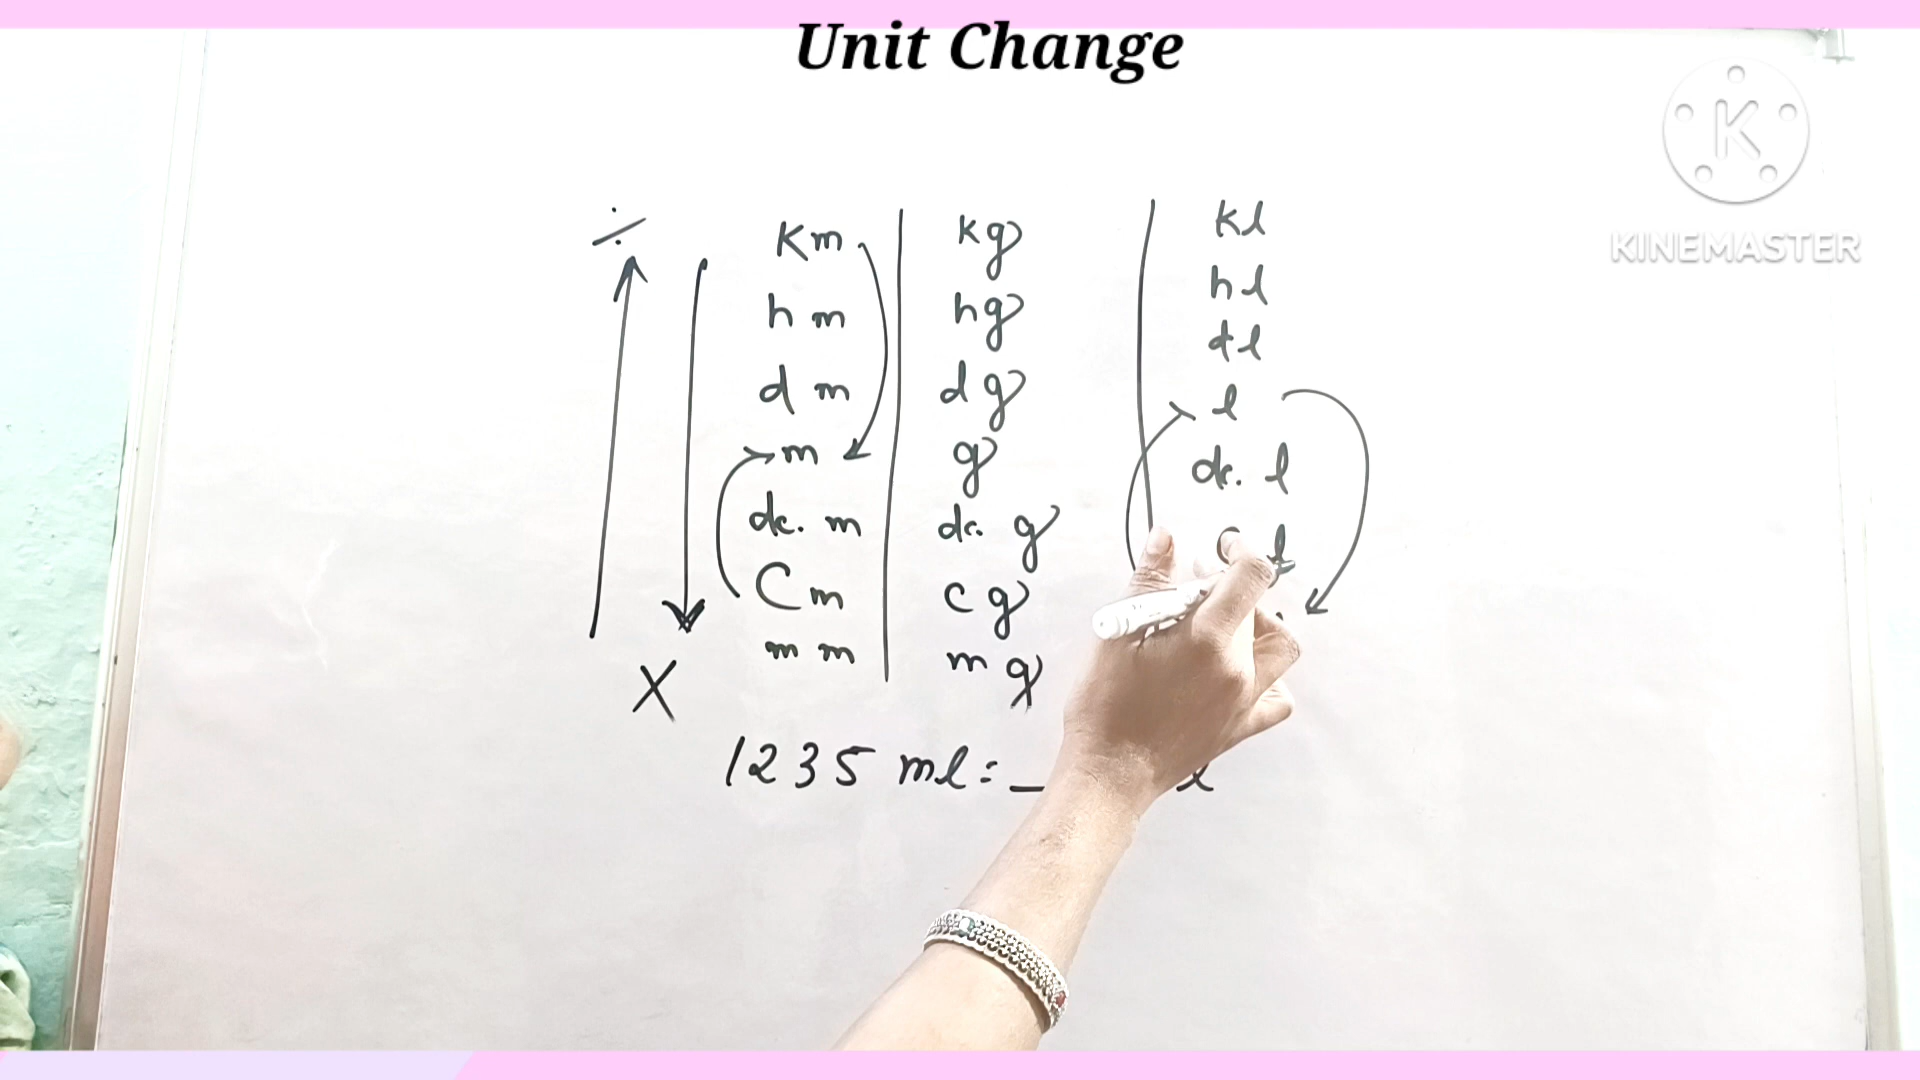 Unit Change
K
KINEMASTER
÷ Km kg kl
hm hg hl
dm dg dl
m g l
dc. m dc. g dc. l
Cm cg c l
mm mg
X
1235 ml = _ l